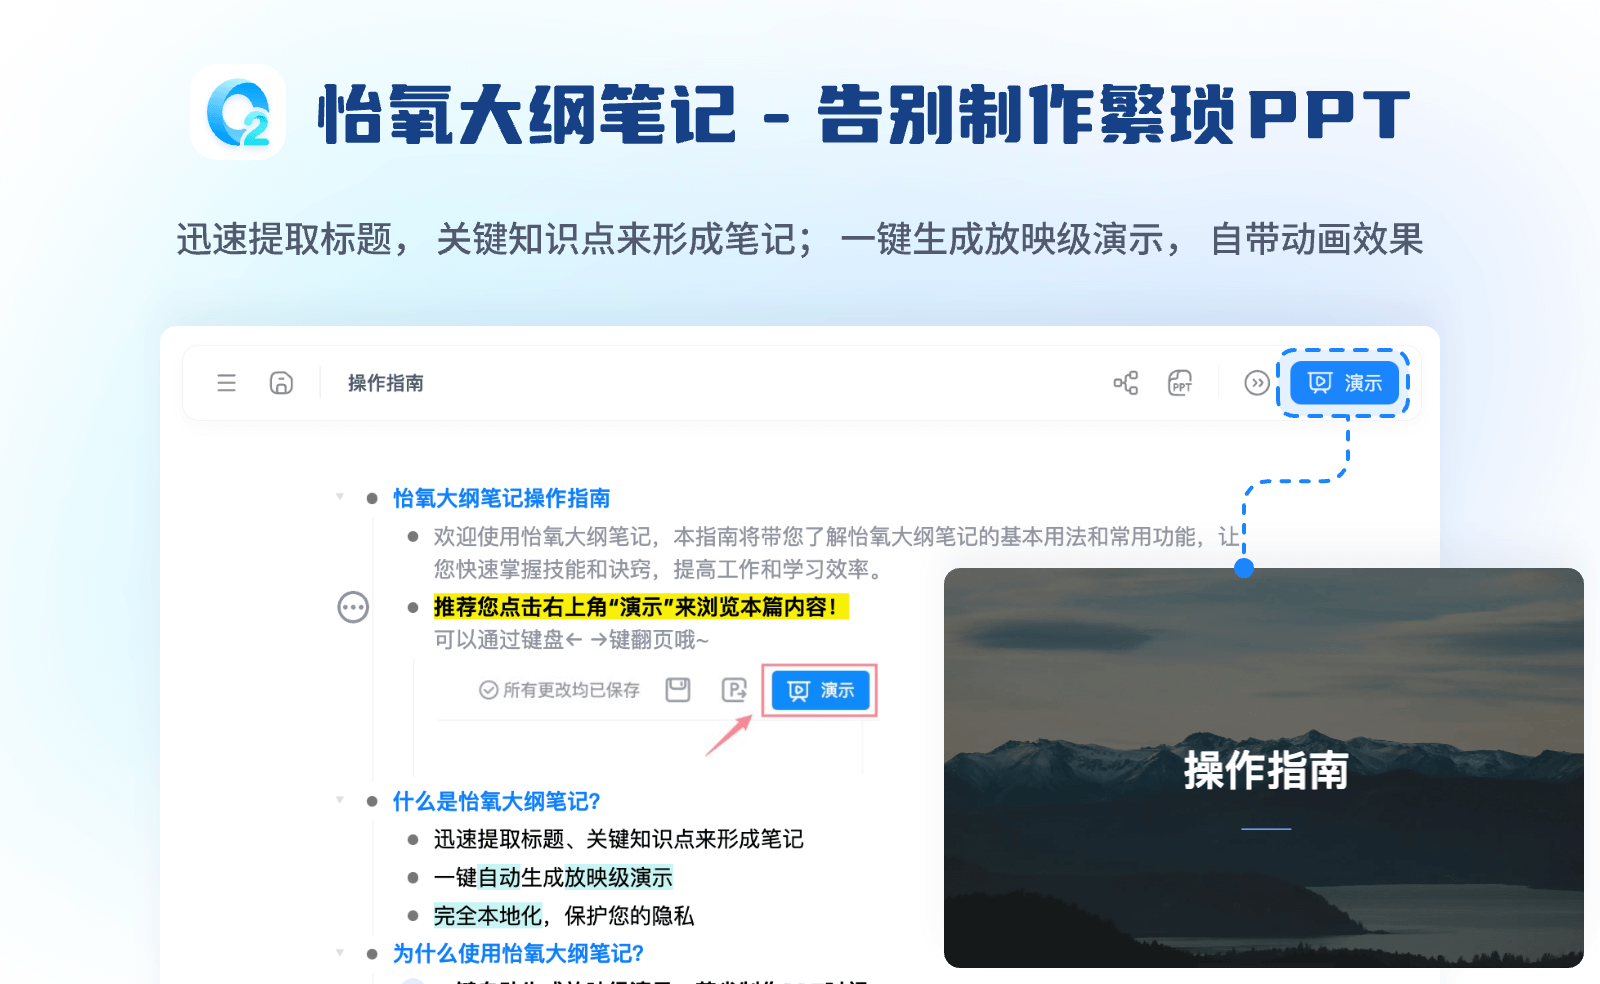 怡氧大纲笔记 - 告别制作繁琐PPT
迅速提取标题， 关键知识点来形成笔记； 一键生成放映级演示， 自带动画效果
操作指南
PPT
演示
怡氧大纲笔记操作指南
欢迎使用怡氧大纲笔记，本指南将带您了解怡氧大纲笔记的基本用法和常用功能，让
您快速掌握技能和诀窍，提高工作和学习效率。
推荐您点击右上角“演示”来浏览本篇内容！
可以通过键盘← →键翻页哦~
所有更改均已保存
演示
操作指南
什么是怡氧大纲笔记?
迅速提取标题、关键知识点来形成笔记
一键自动生成放映级演示
完全本地化，保护您的隐私
为什么使用怡氧大纲笔记?